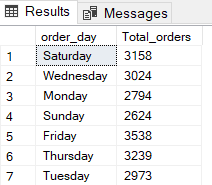 Results Messages
order_day Total_orders
1 Saturday 3158
2 Wednesday 3024
3 Monday 2794
4 Sunday 2624
5 Friday 3538
6 Thursday 3239
7 Tuesday 2973